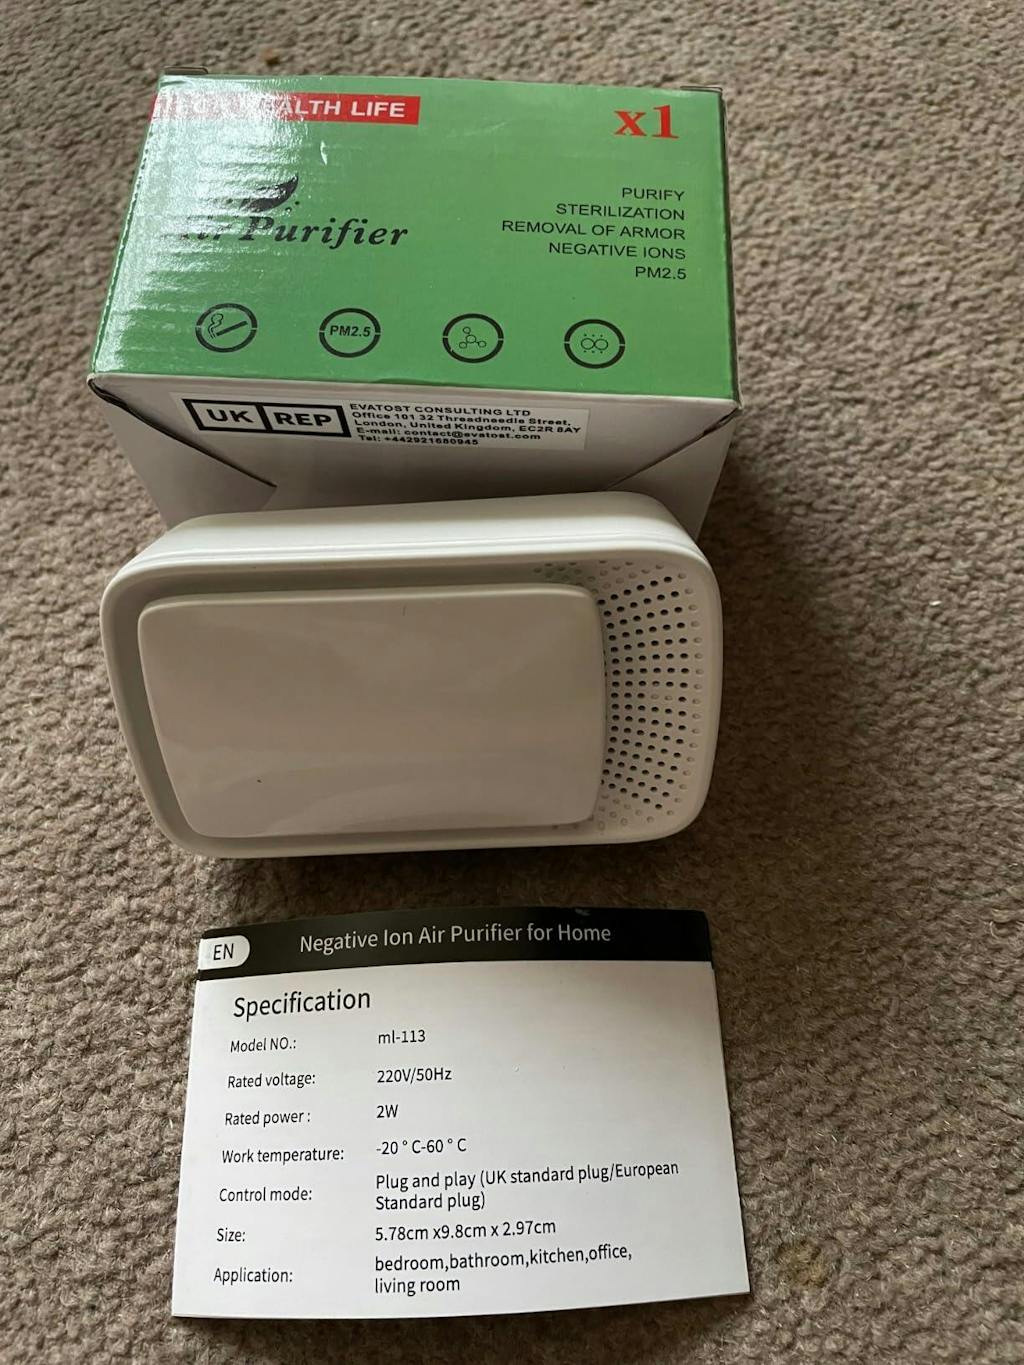 HEALTH LIFE
x1
Air Purifier
PURIFY
STERILIZATION
REMOVAL OF ARMOR
NEGATIVE IONS
PM2.5
PM2.5
UK REP
EVATOST CONSULTING LTD
Office 101 32 Threadneedle Street,
London, United Kingdom, EC2R 8AY
E-mail: contact@evatost.com
Tel: +442921680945
EN
Negative Ion Air Purifier for Home
Specification
Model NO.: ml-113
Rated voltage: 220V/50Hz
Rated power : 2W
Work temperature: -20 ° C-60 ° C
Control mode: Plug and play (UK standard plug/European
Standard plug)
Size: 5.78cm x9.8cm x 2.97cm
Application: bedroom,bathroom,kitchen,office,
living room